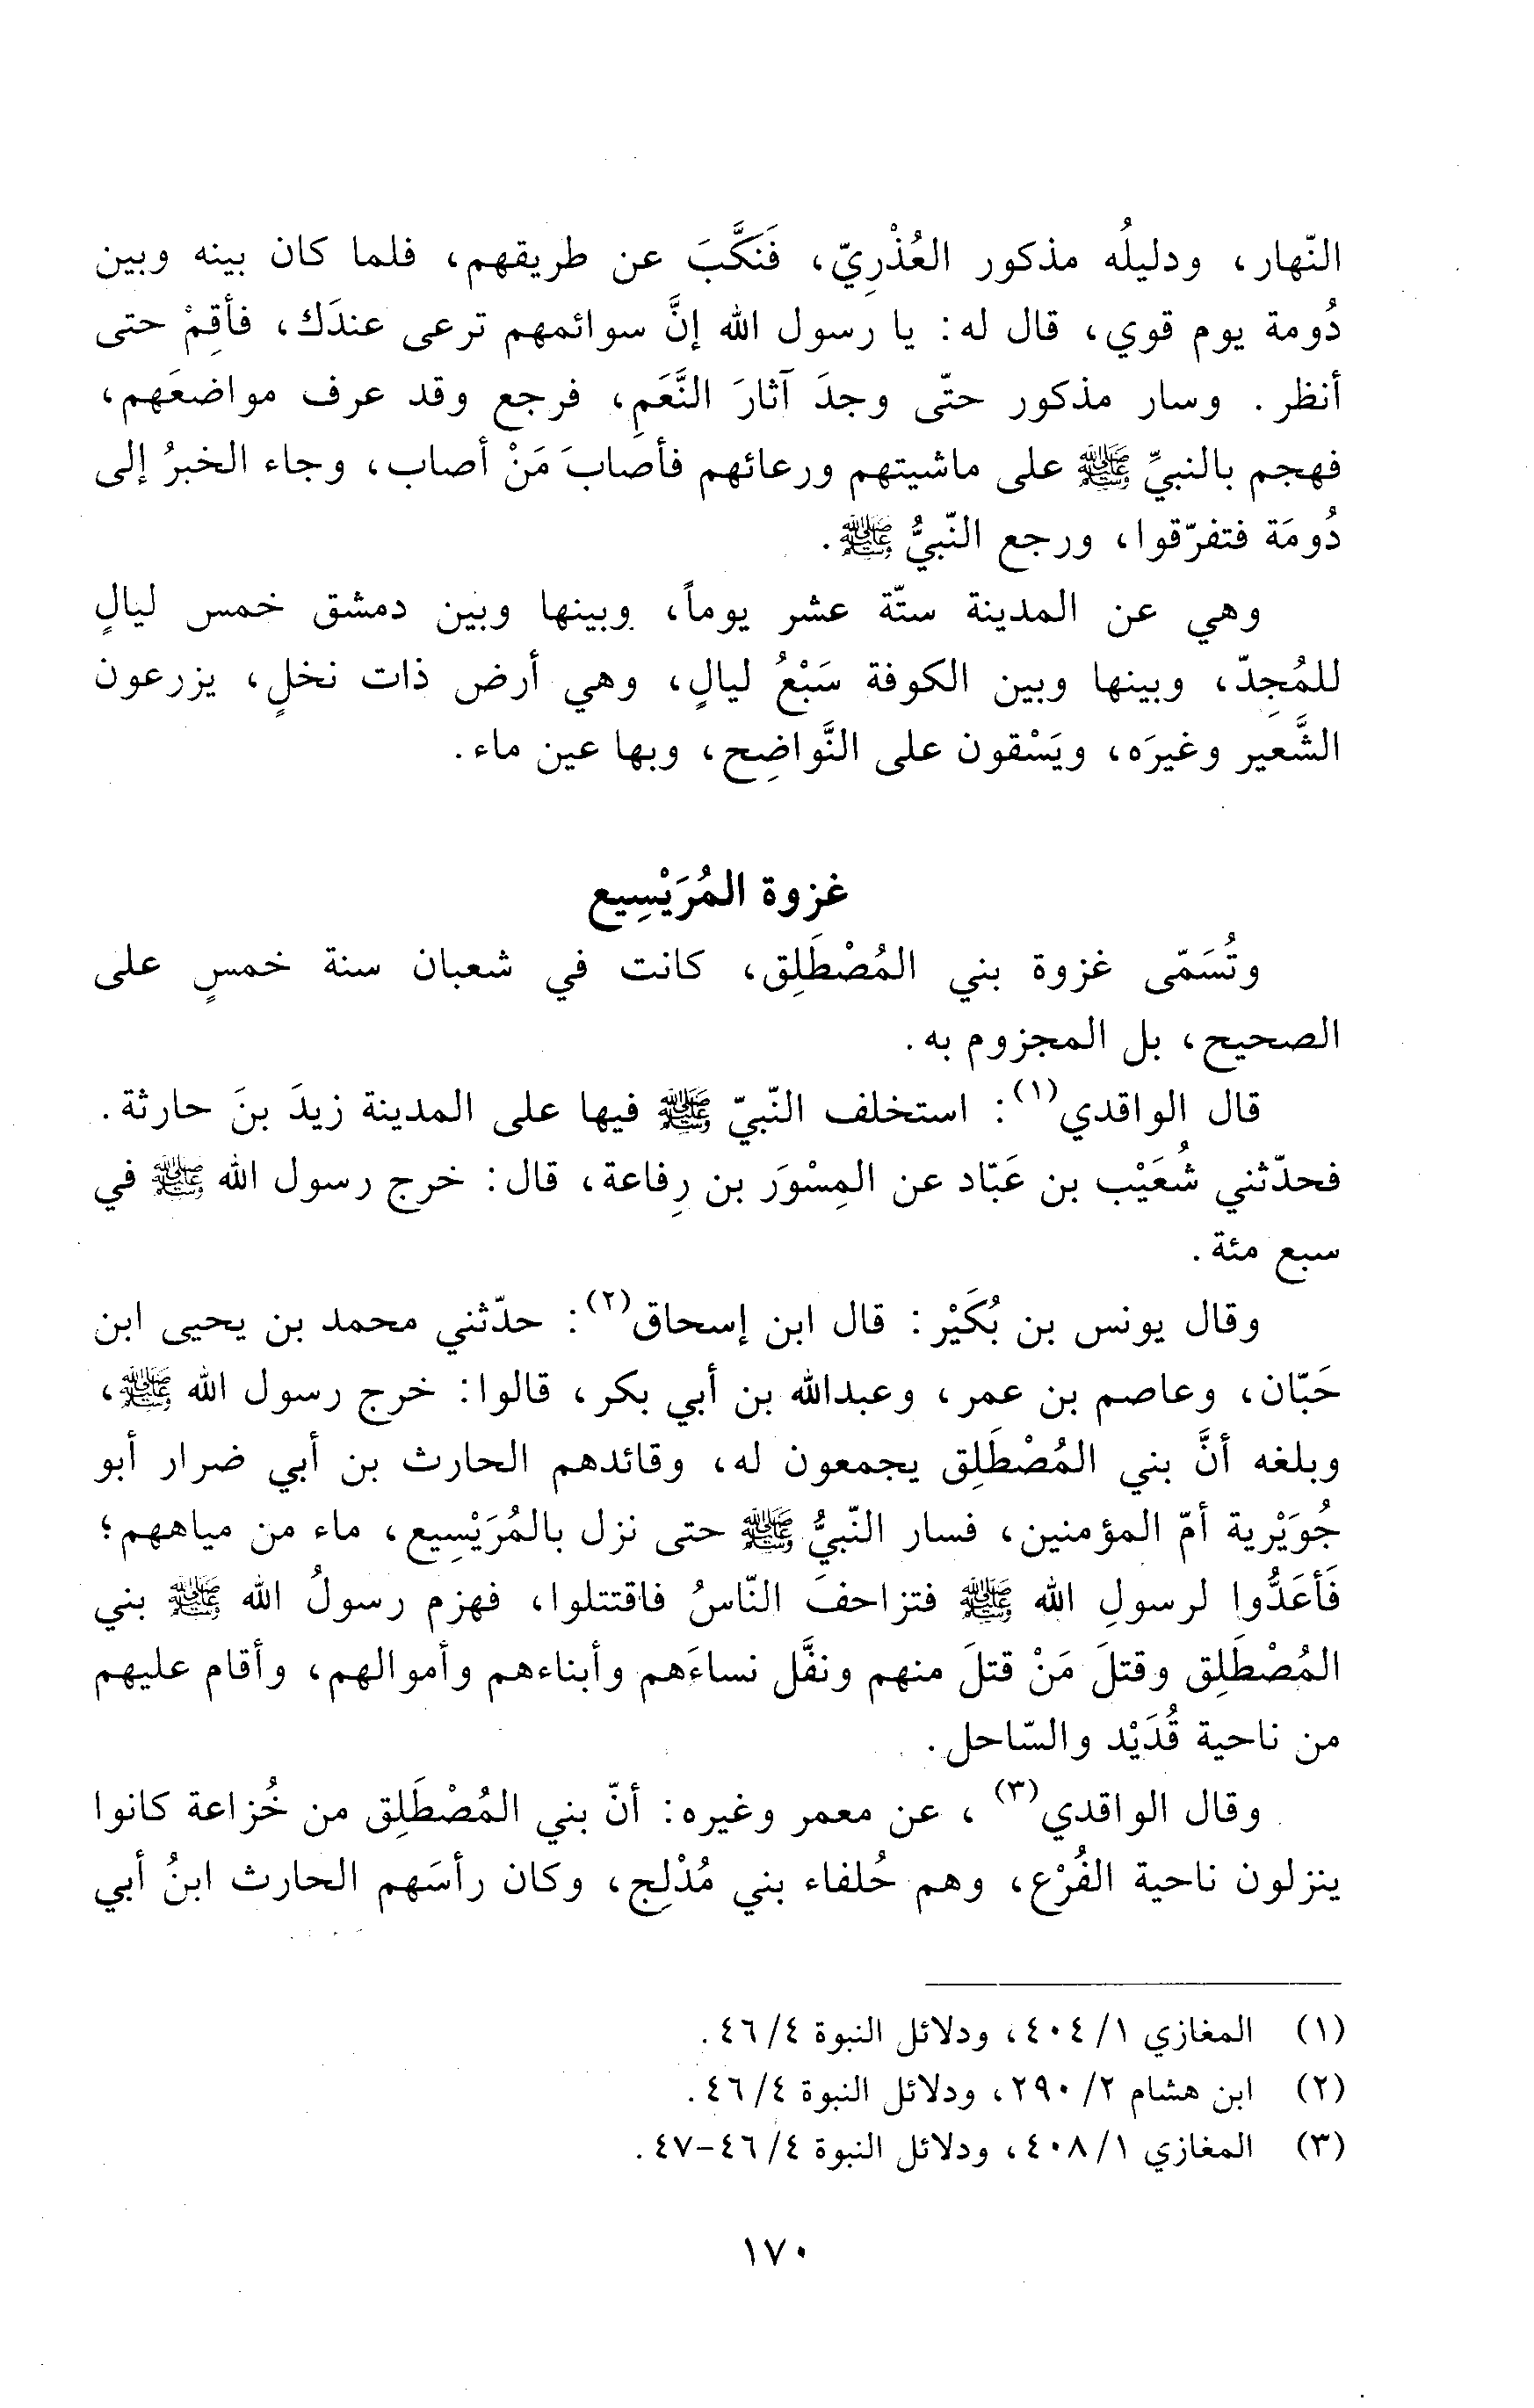 النّهار، ودليلُه مذكور العُذْرِيّ، فَنَكَّبَ عن طريقهم، فلما كان بينه وبين
دُومة يوم قوي، قال له: يا رسول الله إنَّ سوائمهم ترعى عندَك، فأقِمْ حتى
أنظر. وسار مذكور حتّى وجدَ آثارَ النَّعَمِ، فرجع وقد عرف مواضعَهم،
فهجم بالنبيِّ ﷺ على ماشيتهم ورعائهم فأصابَ مَنْ أصاب، وجاء الخبرُ إلى
دُومَة فتفرّقوا، ورجع النّبيُّ ﷺ.
وهي عن المدينة ستّة عشر يوماً، وبينها وبين دمشق خمس ليالٍ
للمُجِدّ، وبينها وبين الكوفة سَبْعُ ليالٍ، وهي أرض ذات نخلٍ، يزرعون
الشَّعير وغيرَه، ويَسْقون على النَّواضِح، وبها عين ماء.
غزوة المُرَيْسِيع
وتُسَمّى غزوة بني المُصْطَلِق، كانت في شعبان سنة خمسٍ على
الصحيح، بل المجزوم به.
قال الواقدي(١): استخلف النّبيّ ﷺ فيها على المدينة زيدَ بنَ حارثة.
فحدّثني شُعَيْب بن عَبّاد عن المِسْوَر بن رِفاعة، قال: خرج رسول الله ﷺ في
سبع مئة.
وقال يونس بن بُكَيْر: قال ابن إسحاق(٢): حدّثني محمد بن يحيى ابن
حَبّان، وعاصم بن عمر، وعبدالله بن أبي بكر، قالوا: خرج رسول الله ﷺ،
وبلغه أنَّ بني المُصْطَلِق يجمعون له، وقائدهم الحارث بن أبي ضرار أبو
جُوَيْرية أمّ المؤمنين، فسار النّبيُّ ﷺ حتى نزل بالمُرَيْسِيع، ماء من مياههم؛
فَأعَدُّوا لرسولِ الله ﷺ فتزاحفَ النّاسُ فاقتتلوا، فهزم رسولُ الله ﷺ بني
المُصْطَلِق وقتلَ مَنْ قتلَ منهم ونفَّل نساءَهم وأبناءهم وأموالهم، وأقام عليهم
من ناحية قُدَيْد والسّاحل.
وقال الواقدي(٣)، عن معمر وغيره: أنّ بني المُصْطَلِق من خُزاعة كانوا
ينزلون ناحية الفُرْع، وهم حُلفاء بني مُدْلِج، وكان رأسَهم الحارث ابنُ أبي
(١) المغازي ١/ ٤٠٤، ودلائل النبوة ٤/ ٤٦.
(٢) ابن هشام ٢/ ٢٩٠، ودلائل النبوة ٤/ ٤٦.
(٣) المغازي ١/ ٤٠٨، ودلائل النبوة ٤/ ٤٦-٤٧.
١٧٠